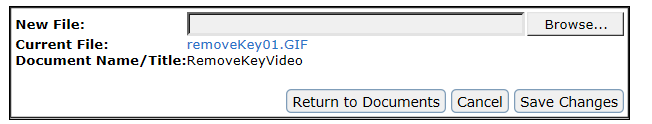 New File: Browse...
Current File: removeKey01.GIF
Document Name/Title:RemoveKeyVideo
Return to Documents Cancel Save Changes